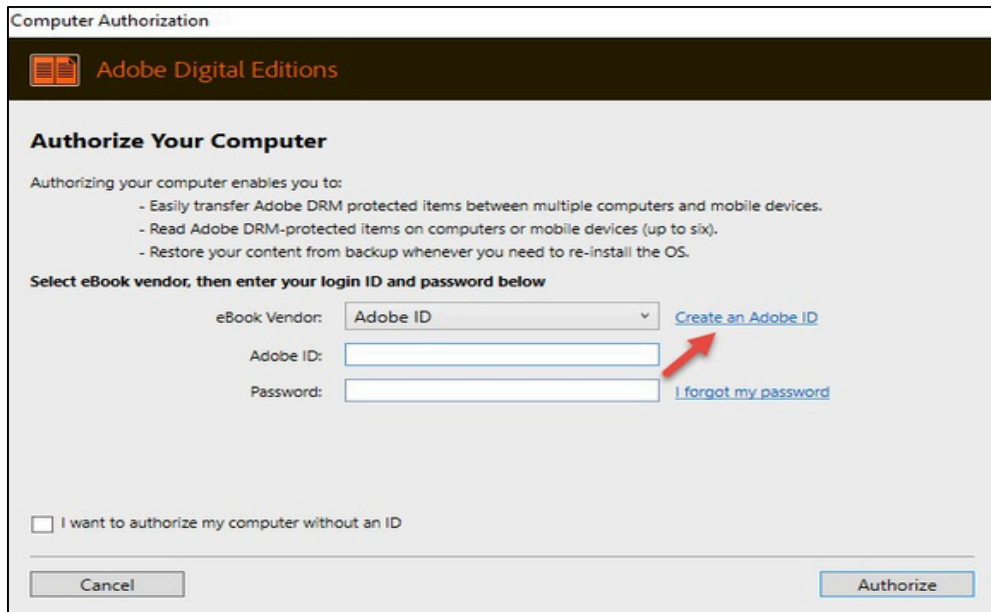 Computer Authorization
Adobe Digital Editions
Authorize Your Computer
Authorizing your computer enables you to:
- Easily transfer Adobe DRM protected items between multiple computers and mobile devices.
- Read Adobe DRM-protected items on computers or mobile devices (up to six).
- Restore your content from backup whenever you need to re-install the OS.
Select eBook vendor, then enter your login ID and password below
eBook Vendor: Adobe ID Create an Adobe ID
Adobe ID:
Password: I forgot my password
I want to authorize my computer without an ID
Cancel Authorize